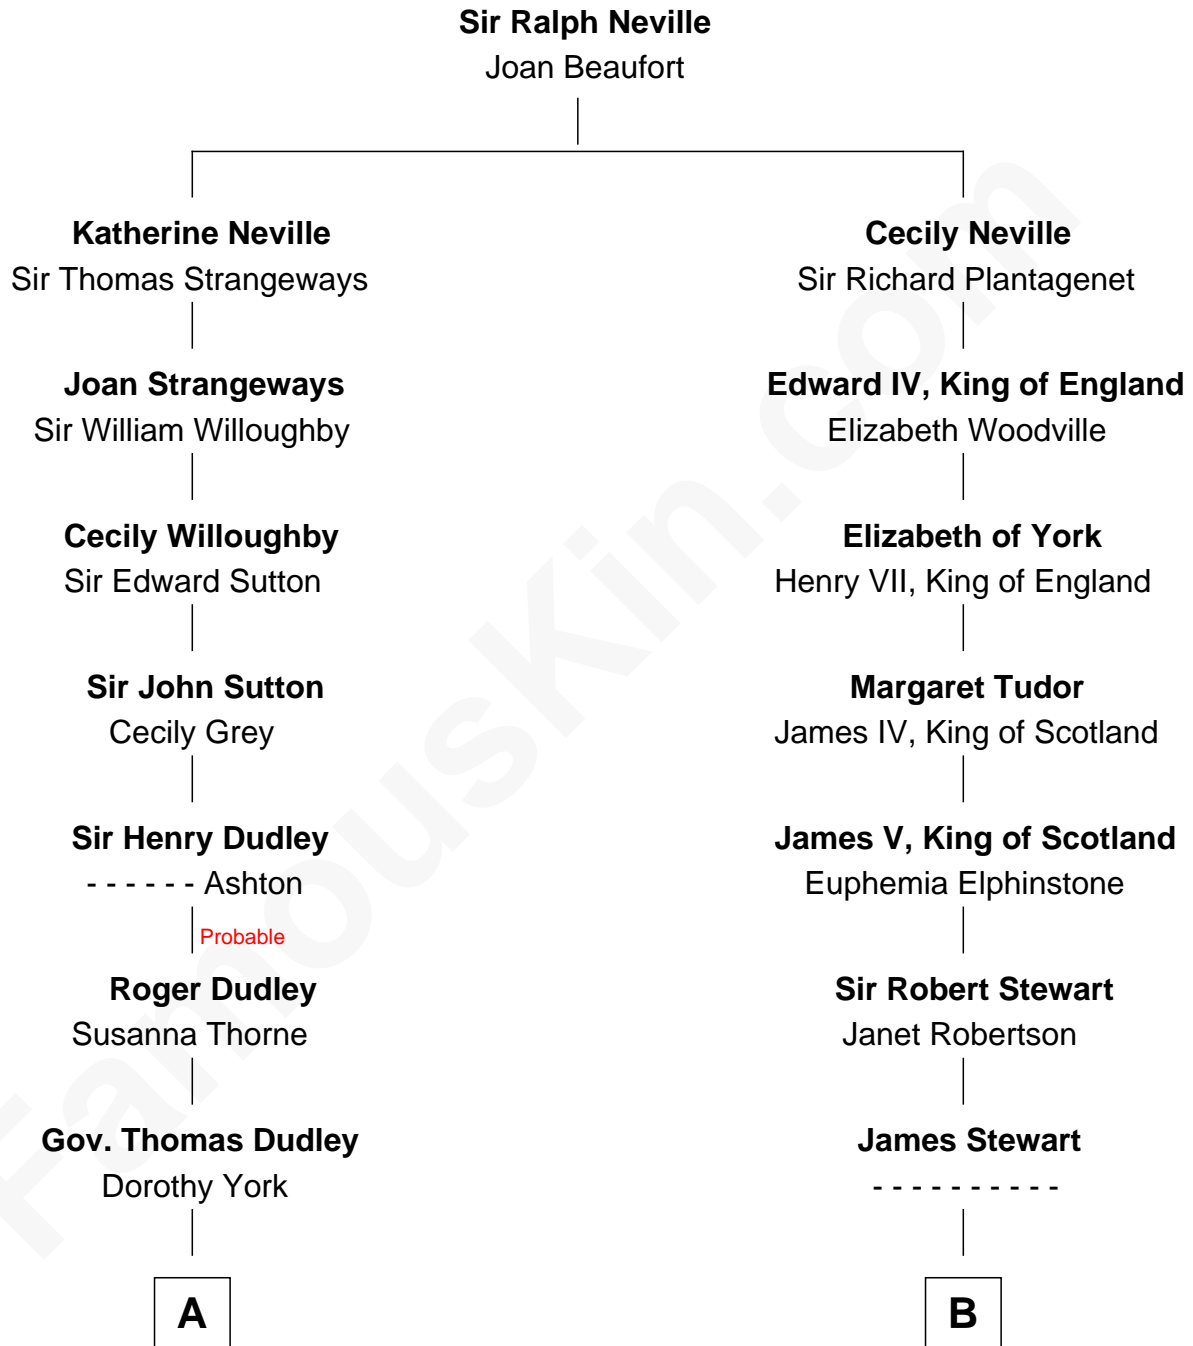 Sir Ralph Neville
Joan Beaufort
Katherine Neville
Sir Thomas Strangeways
Cecily Neville
Sir Richard Plantagenet
Joan Strangeways
Sir William Willoughby
Edward IV, King of England
Elizabeth Woodville
Cecily Willoughby
Sir Edward Sutton
Elizabeth of York
Henry VII, King of England
Sir John Sutton
Cecily Grey
Margaret Tudor
James IV, King of Scotland
Sir Henry Dudley
- - - - - - Ashton
Probable
James V, King of Scotland
Euphemia Elphinstone
Roger Dudley
Susanna Thorne
Sir Robert Stewart
Janet Robertson
Gov. Thomas Dudley
Dorothy York
James Stewart
- - - - - - - - - -
A
B
FamousKin.com